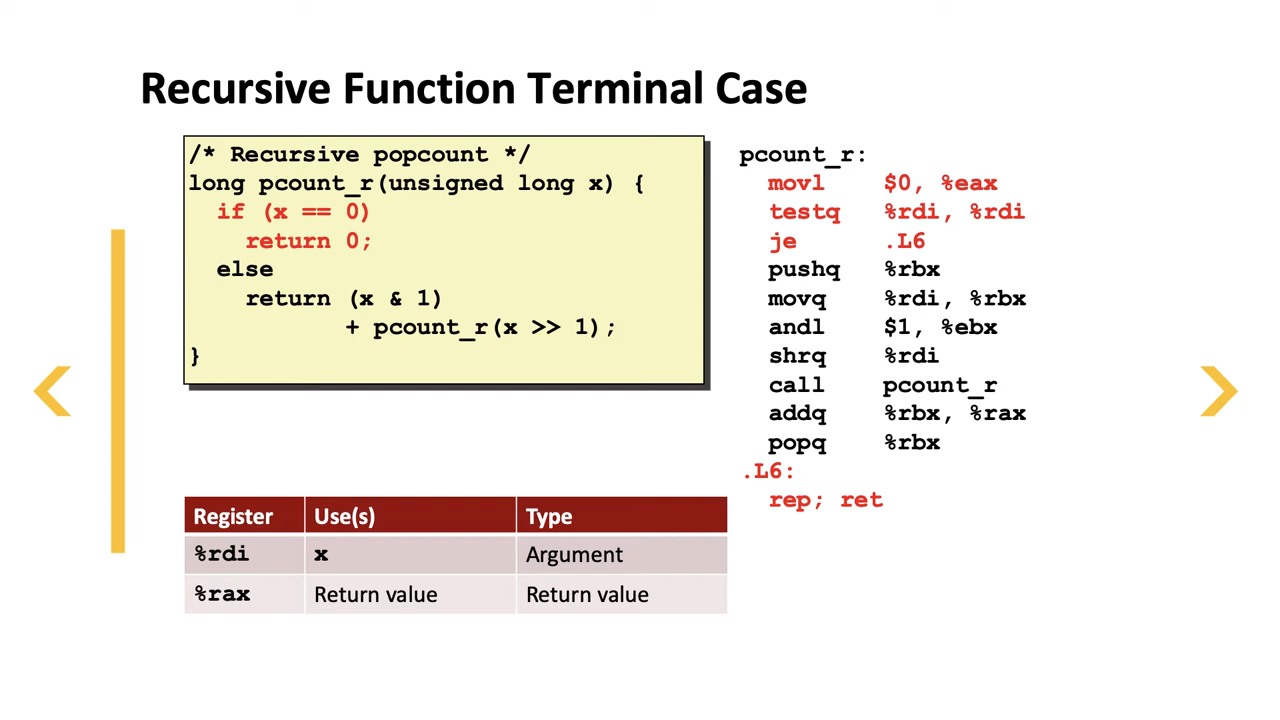 Recursive Function Terminal Case
/* Recursive popcount */
long pcount_r(unsigned long x) {
  if (x == 0)
    return 0;
  else
    return (x & 1)
           + pcount_r(x >> 1);
}
pcount_r:
  movl    $0, %eax
  testq   %rdi, %rdi
  je      .L6
  pushq   %rbx
  movq    %rdi, %rbx
  andl    $1, %ebx
  shrq    %rdi
  call    pcount_r
  addq    %rbx, %rax
  popq    %rbx
.L6:
  rep; ret
Register Use(s) Type
%rdi x Argument
%rax Return value Return value